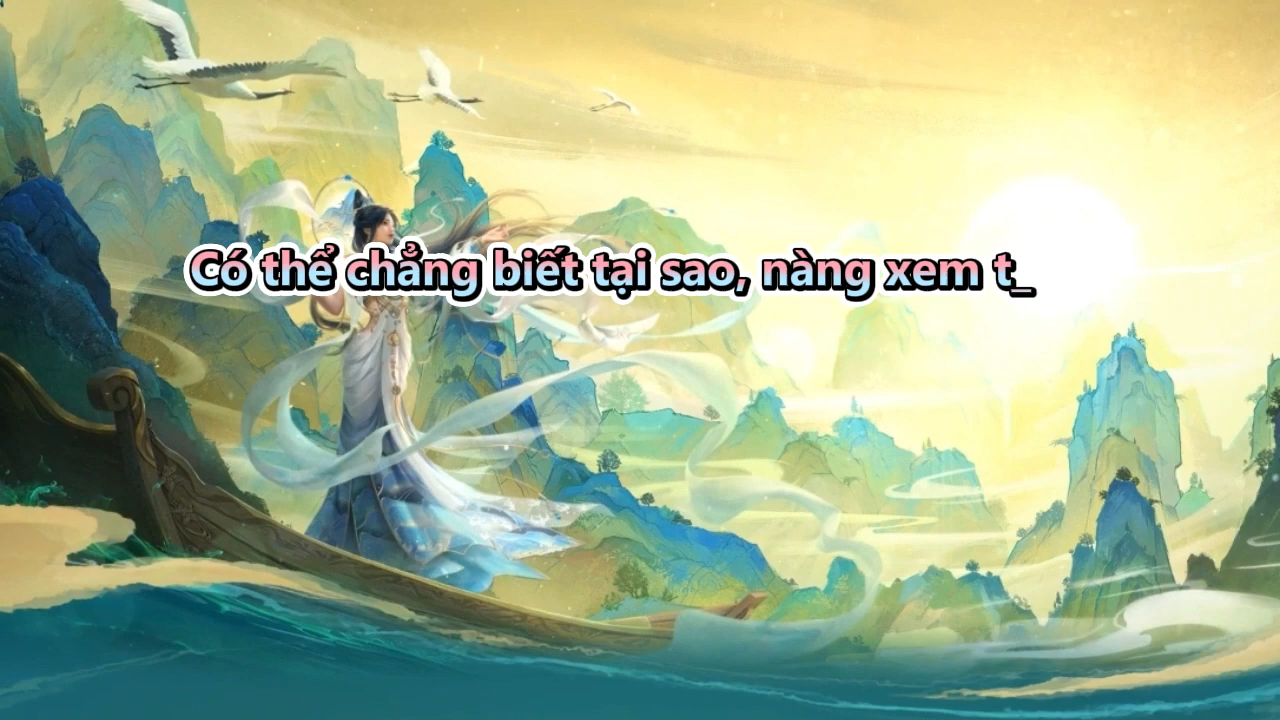 Có thể chẳng biết tại sao, nàng xem t_